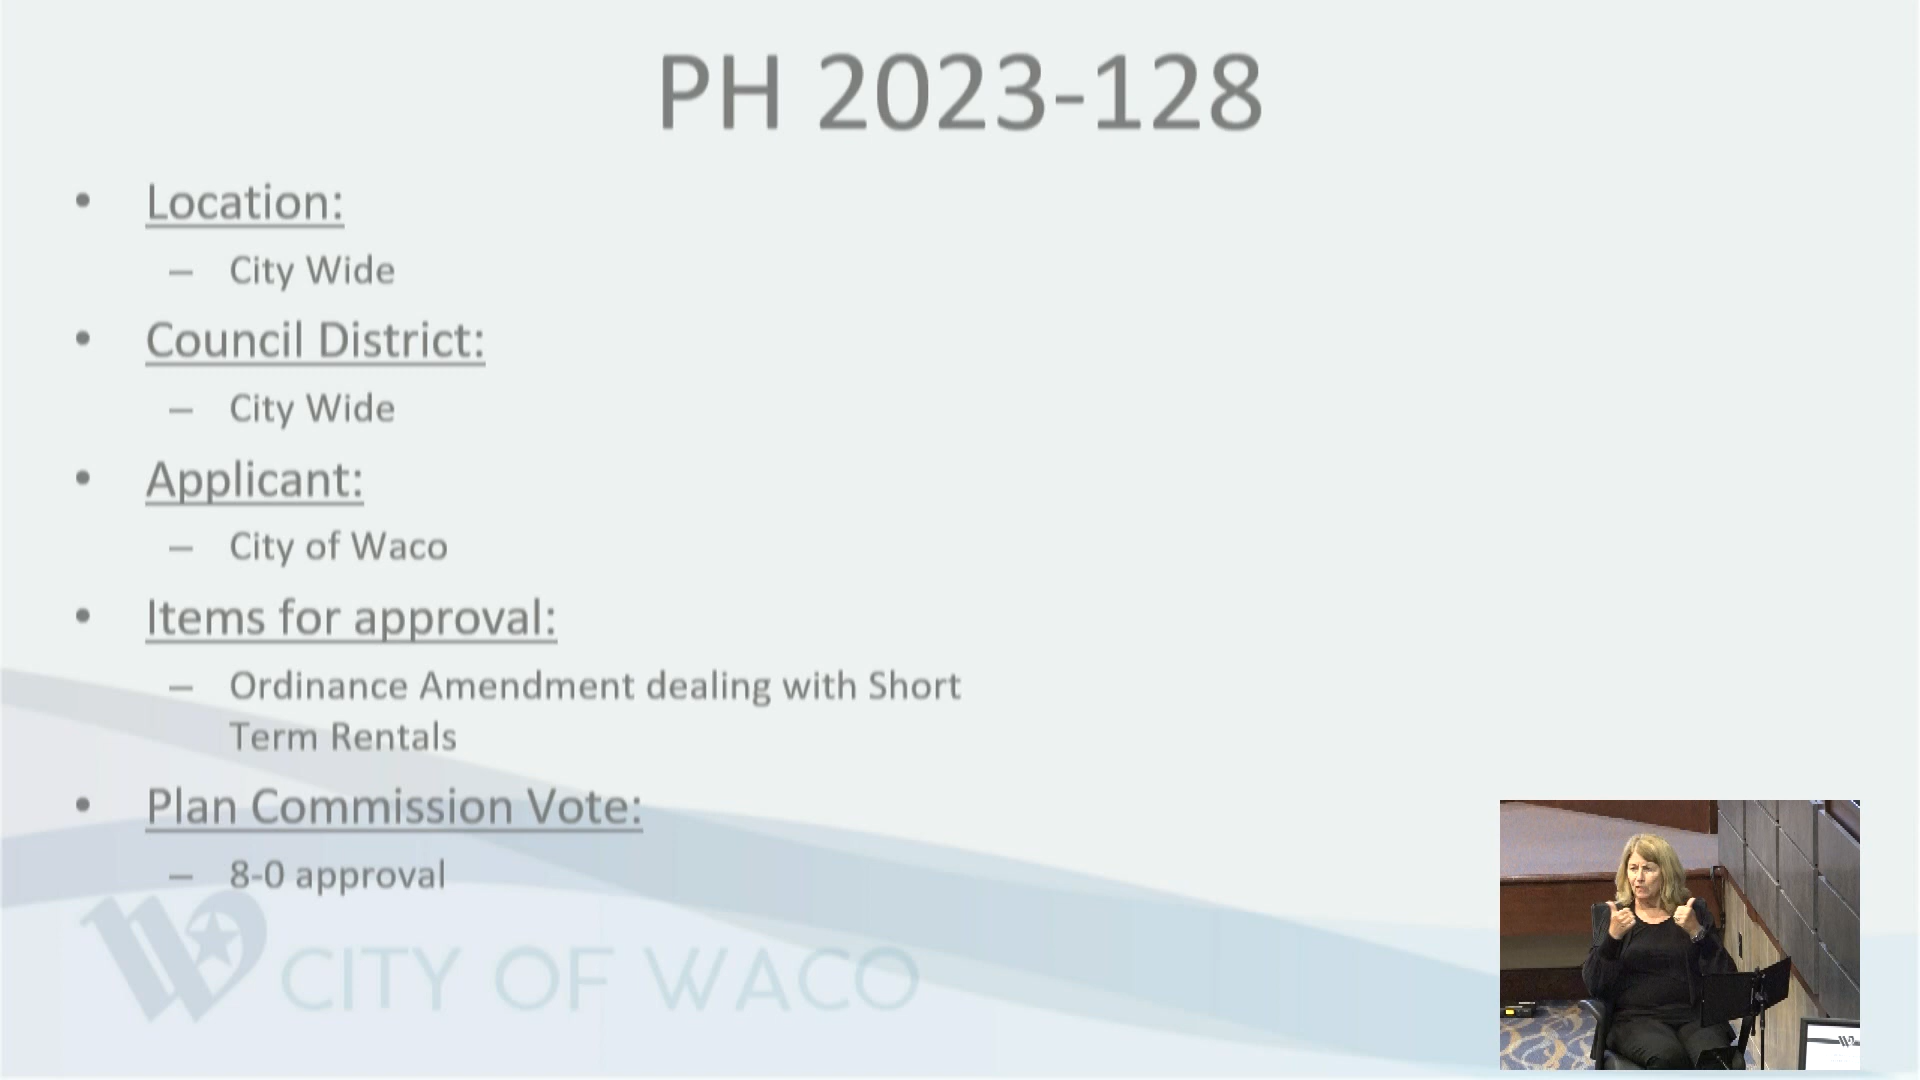 PH 2023-128
• Location:
– City Wide
• Council District:
– City Wide
• Applicant:
– City of Waco
• Items for approval:
– Ordinance Amendment dealing with Short
Term Rentals
• Plan Commission Vote:
– 8-0 approval
CITY OF WACO